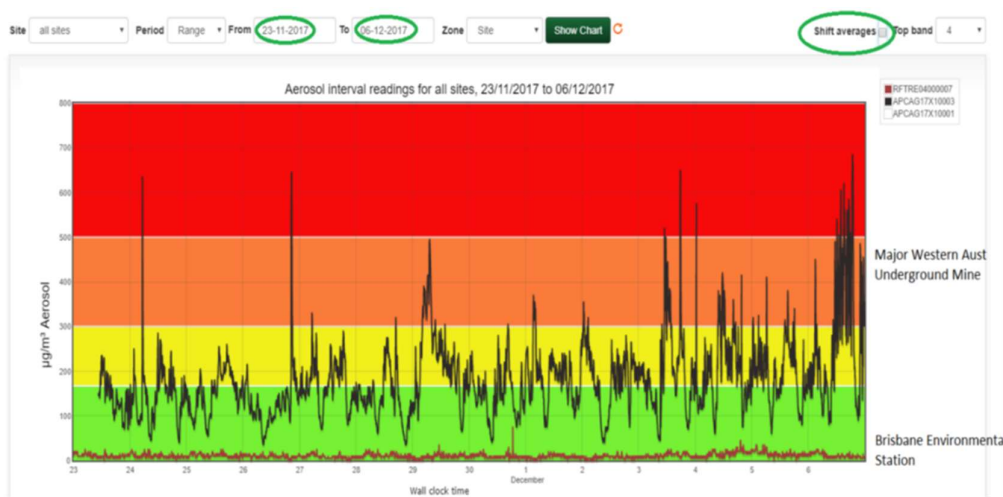 Site all sites Period Range From 23-11-2017 To 06-12-2017 Zone Site Show Chart Shift averages Top band 4
Aerosol interval readings for all sites, 23/11/2017 to 06/12/2017
RFTRE04000007
APCAG17X10003
APCAG17X10001
800
700
600
500
400
300
200
100
0
µg/m³ Aerosol
Major Western Aust
Underground Mine
Brisbane Environmenta
Station
23 24 25 26 27 28 29 30 1 2 3 4 5 6
December
Wall clock time